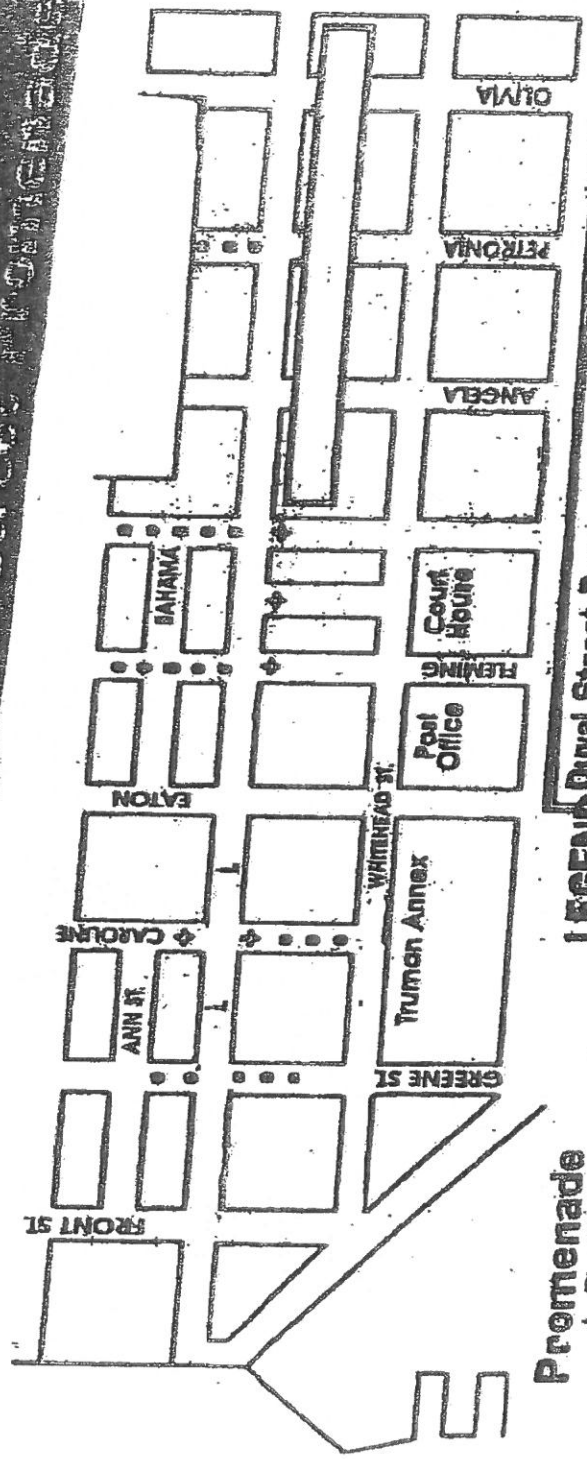 OLIVIA
PETRONIA
ANGELA
BAHAMA
Court
House
FLEMING
Post
Office
EATON
WHITEHEAD ST.
CAROLINE
Truman Annex
ANN ST.
GREENE ST.
FRONT ST.
LEGEND Duval Street
Promenade